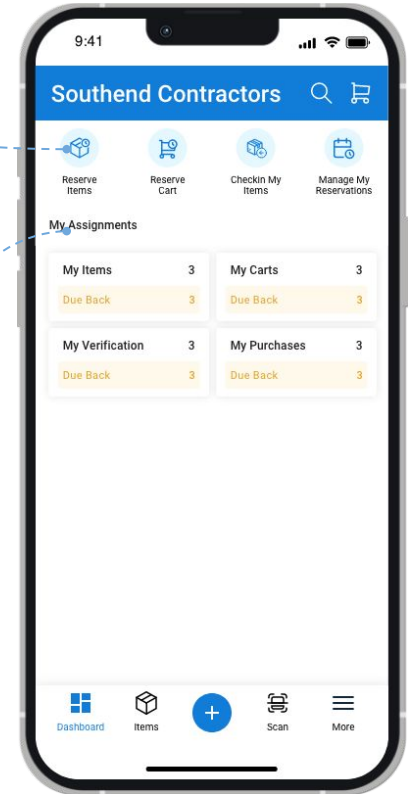 9:41
Southend Contractors
Reserve Items
Reserve Cart
Checkin My Items
Manage My Reservations
My Assignments
My Items 3
Due Back 3
My Carts 3
Due Back 3
My Verification 3
Due Back 3
My Purchases 3
Due Back 3
Dashboard
Items
Scan
More